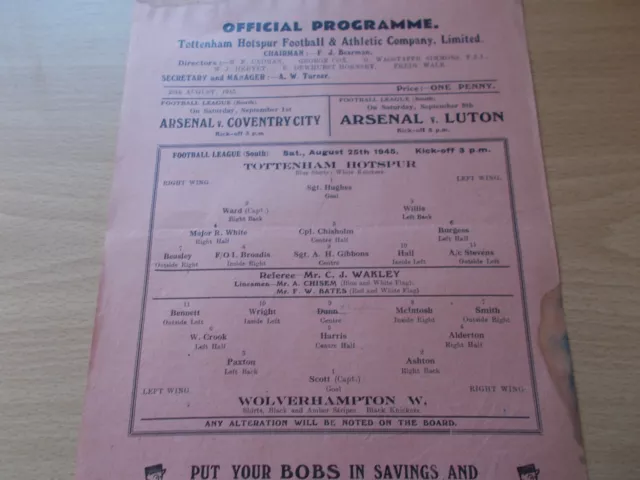 OFFICIAL PROGRAMME.
Tottenham Hotspur Football & Athletic Company, Limited.
CHAIRMAN:- F. J. Bearman.
Directors:-
SECRETARY and MANAGER:-A. W. Turner.
25th AUGUST, 1945. Price:- ONE PENNY.
FOOTBALL LEAGUE (South)
On Saturday, September 1st
ARSENAL v. COVENTRY CITY
Kick-off 3 p.m.
FOOTBALL LEAGUE (South)
On Saturday, September 8th
ARSENAL v. LUTON
Kick-off 3 p.m.
FOOTBALL LEAGUE (South) Sat., August 25th 1945. Kick-off 3 p.m.
TOTTENHAM HOTSPUR
Blue Shirts; White Knickers
RIGHT WING. 1 LEFT WING.
Sgt. Hughes
Goal
2 3
Ward (Capt.) Willis
Right Back Left Back
4 5 6
Major R. White Cpl. Chisholm Burgess
Right Half Centre Half Left Half
7 8 9 10 11
Beasley F/O I. Broadis Sgt. A. H. Gibbons Hall A/c Stevens
Outside Right Inside Right Centre Inside Left Outside Left
Referee—Mr. C. J. WAKLEY
Linesmen—Mr. A. CHISEM (Blue and White Flag);
Mr. F. W. BATES (Red and White Flag)
11 10 9 8 7
Bennett Wright Dunn McIntosh Smith
Outside Left Inside Left Centre Inside Right Outside Right
6 5 4
W. Crook Harris Alderton
Left Half Centre Half Right Half
3 2
Paxton Ashton
Left Back Right Back
1
Scott (Capt.)
Goal
LEFT WING. RIGHT WING.
WOLVERHAMPTON W.
Shirts, Black and Amber Stripes Black Knickers
ANY ALTERATION WILL BE NOTED ON THE BOARD.
PUT YOUR BOBS IN SAVINGS AND